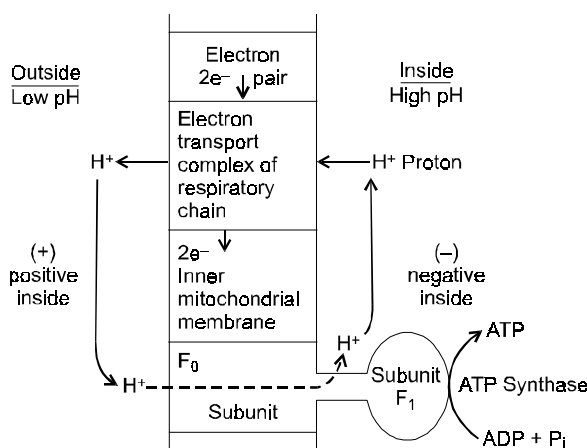 Electron
2e⁻ pair
Outside
Low pH
Inside
High pH
Electron
transport
complex of
respiratory
chain
H⁺
H⁺ Proton
(+)
positive
inside
2e⁻
Inner
mitochondrial
membrane
(–)
negative
inside
H⁺
F₀
H⁺
Subunit
Subunit
F₁
ATP
ATP Synthase
ADP + Pi